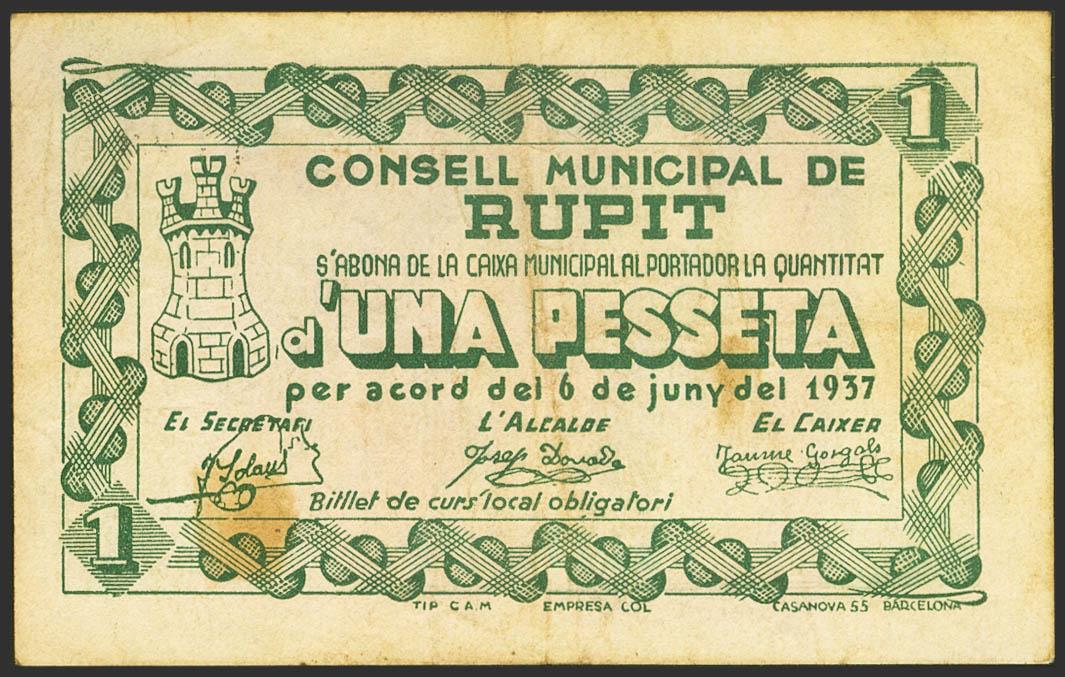 1
CONSELL MUNICIPAL DE
RUPIT
S'ABONA DE LA CAIXA MUNICIPAL AL PORTADOR LA QUANTITAT
d'UNA PESSETA
per acord del 6 de juny del 1937
EL SECRETARI L'ALCALDE EL CAIXER
Josep Jaume Gorgals
Bitllet de curs local obligatori
1
TIP C.A.M EMPRESA COL CASANOVA 55 BARCELONA